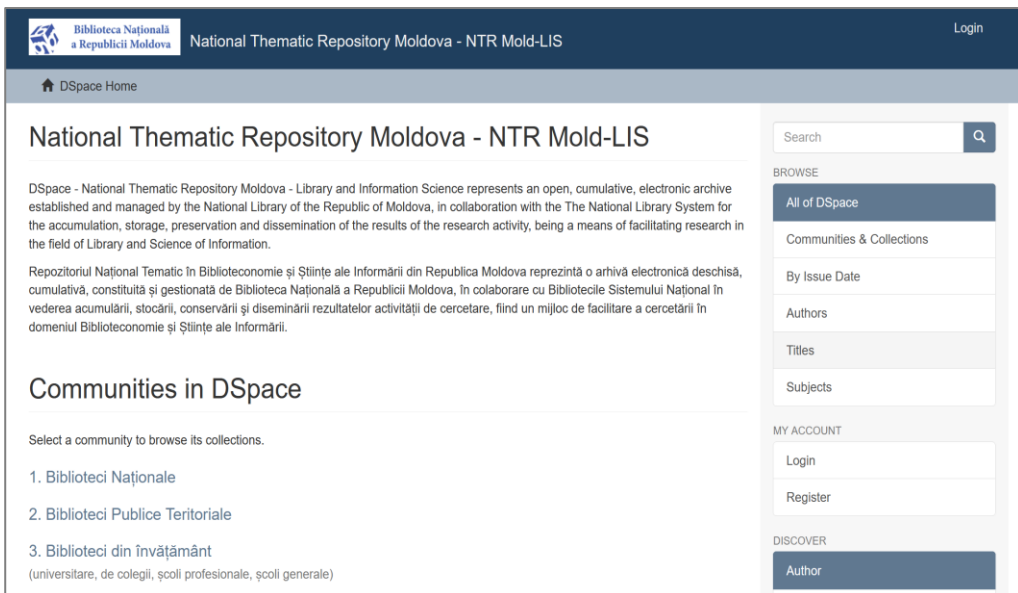 Biblioteca Națională
a Republicii Moldova
National Thematic Repository Moldova - NTR Mold-LIS
Login
DSpace Home
National Thematic Repository Moldova - NTR Mold-LIS
DSpace - National Thematic Repository Moldova - Library and Information Science represents an open, cumulative, electronic archive
established and managed by the National Library of the Republic of Moldova, in collaboration with the The National Library System for
the accumulation, storage, preservation and dissemination of the results of the research activity, being a means of facilitating research in
the field of Library and Science of Information.
Repozitoriul Național Tematic în Biblioteconomie și Științe ale Informării din Republica Moldova reprezintă o arhivă electronică deschisă,
cumulativă, constituită și gestionată de Biblioteca Națională a Republicii Moldova, în colaborare cu Bibliotecile Sistemului Național în
vederea acumulării, stocării, conservării şi diseminării rezultatelor activității de cercetare, fiind un mijloc de facilitare a cercetării în
domeniul Biblioteconomie și Științe ale Informării.
Communities in DSpace
Select a community to browse its collections.
1. Biblioteci Naționale
2. Biblioteci Publice Teritoriale
3. Biblioteci din învățământ
(universitare, de colegii, școli profesionale, școli generale)
Search
BROWSE
All of DSpace
Communities & Collections
By Issue Date
Authors
Titles
Subjects
MY ACCOUNT
Login
Register
DISCOVER
Author